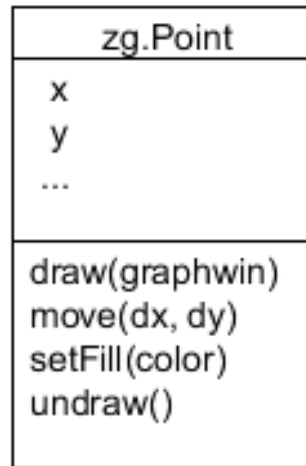 zg.Point
x
y
...
draw(graphwin)
move(dx, dy)
setFill(color)
undraw()